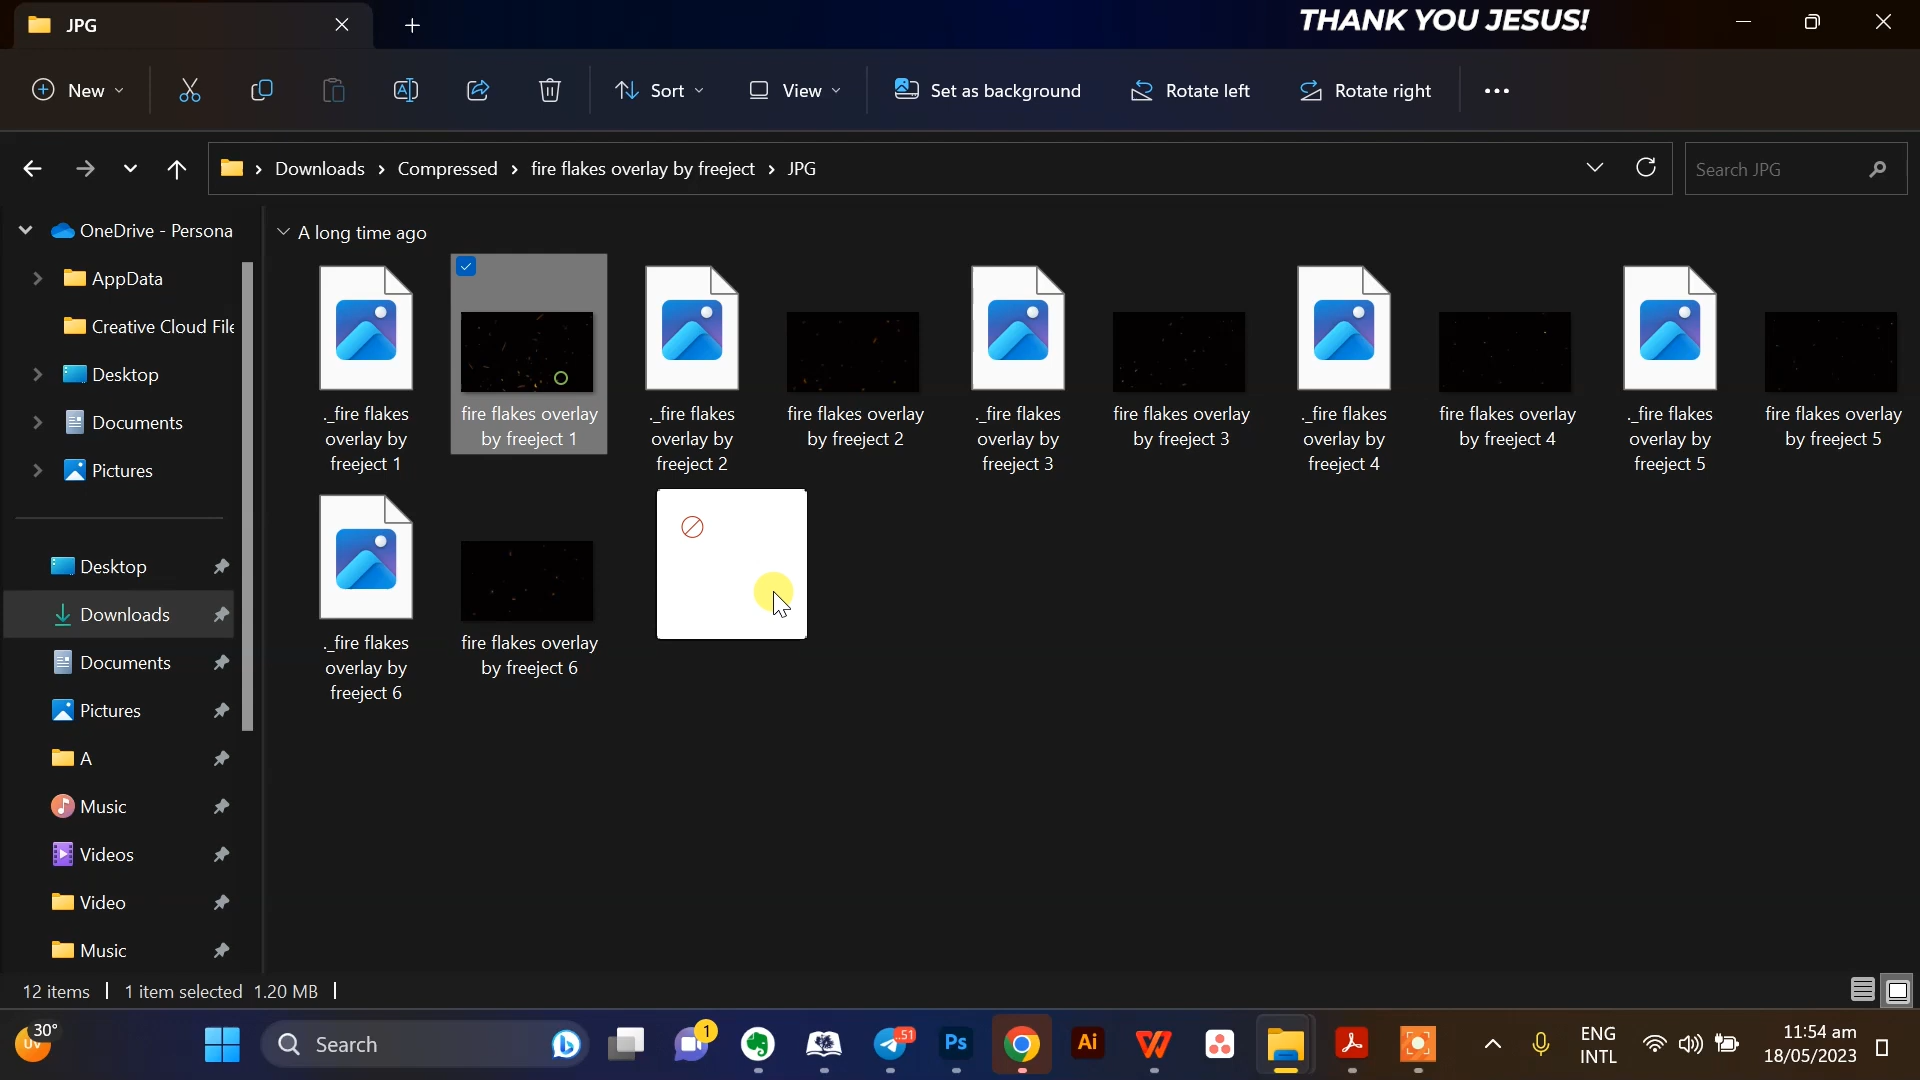 JPG
THANK YOU JESUS!
New
Sort
View
Set as background
Rotate left
Rotate right
Downloads
Compressed
fire flakes overlay by freeject
JPG
Search JPG
OneDrive - Persona
AppData
Creative Cloud File
Desktop
Documents
Pictures
Desktop
Downloads
Documents
Pictures
A
Music
Videos
Video
Music
A long time ago
._fire flakes
overlay by
freeject 1
fire flakes overlay
by freeject 1
._fire flakes
overlay by
freeject 2
fire flakes overlay
by freeject 2
._fire flakes
overlay by
freeject 3
fire flakes overlay
by freeject 3
._fire flakes
overlay by
freeject 4
fire flakes overlay
by freeject 4
._fire flakes
overlay by
freeject 5
fire flakes overlay
by freeject 5
._fire flakes
overlay by
freeject 6
fire flakes overlay
by freeject 6
12 items
1 item selected 1.20 MB
30°
UV
Search
1
51
Ps
Ai
ENG
INTL
11:54 am
18/05/2023